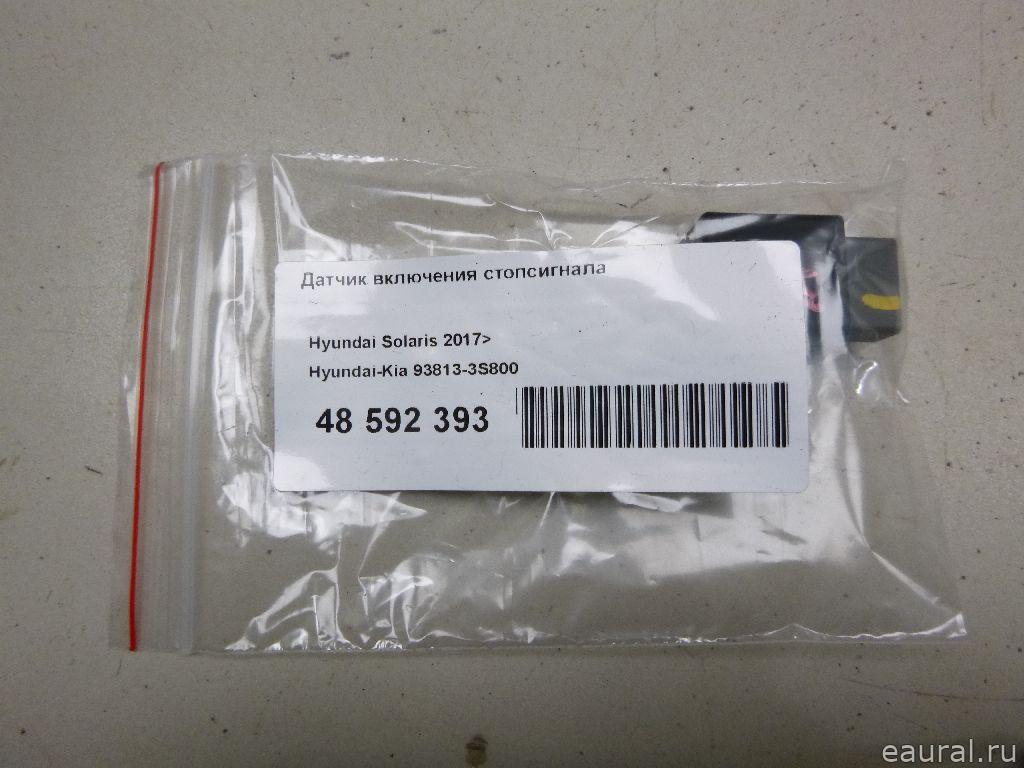 Датчик включения стопсигнала
Hyundai Solaris 2017>
Hyundai-Kia 93813-3S800
48 592 393
eaural.ru